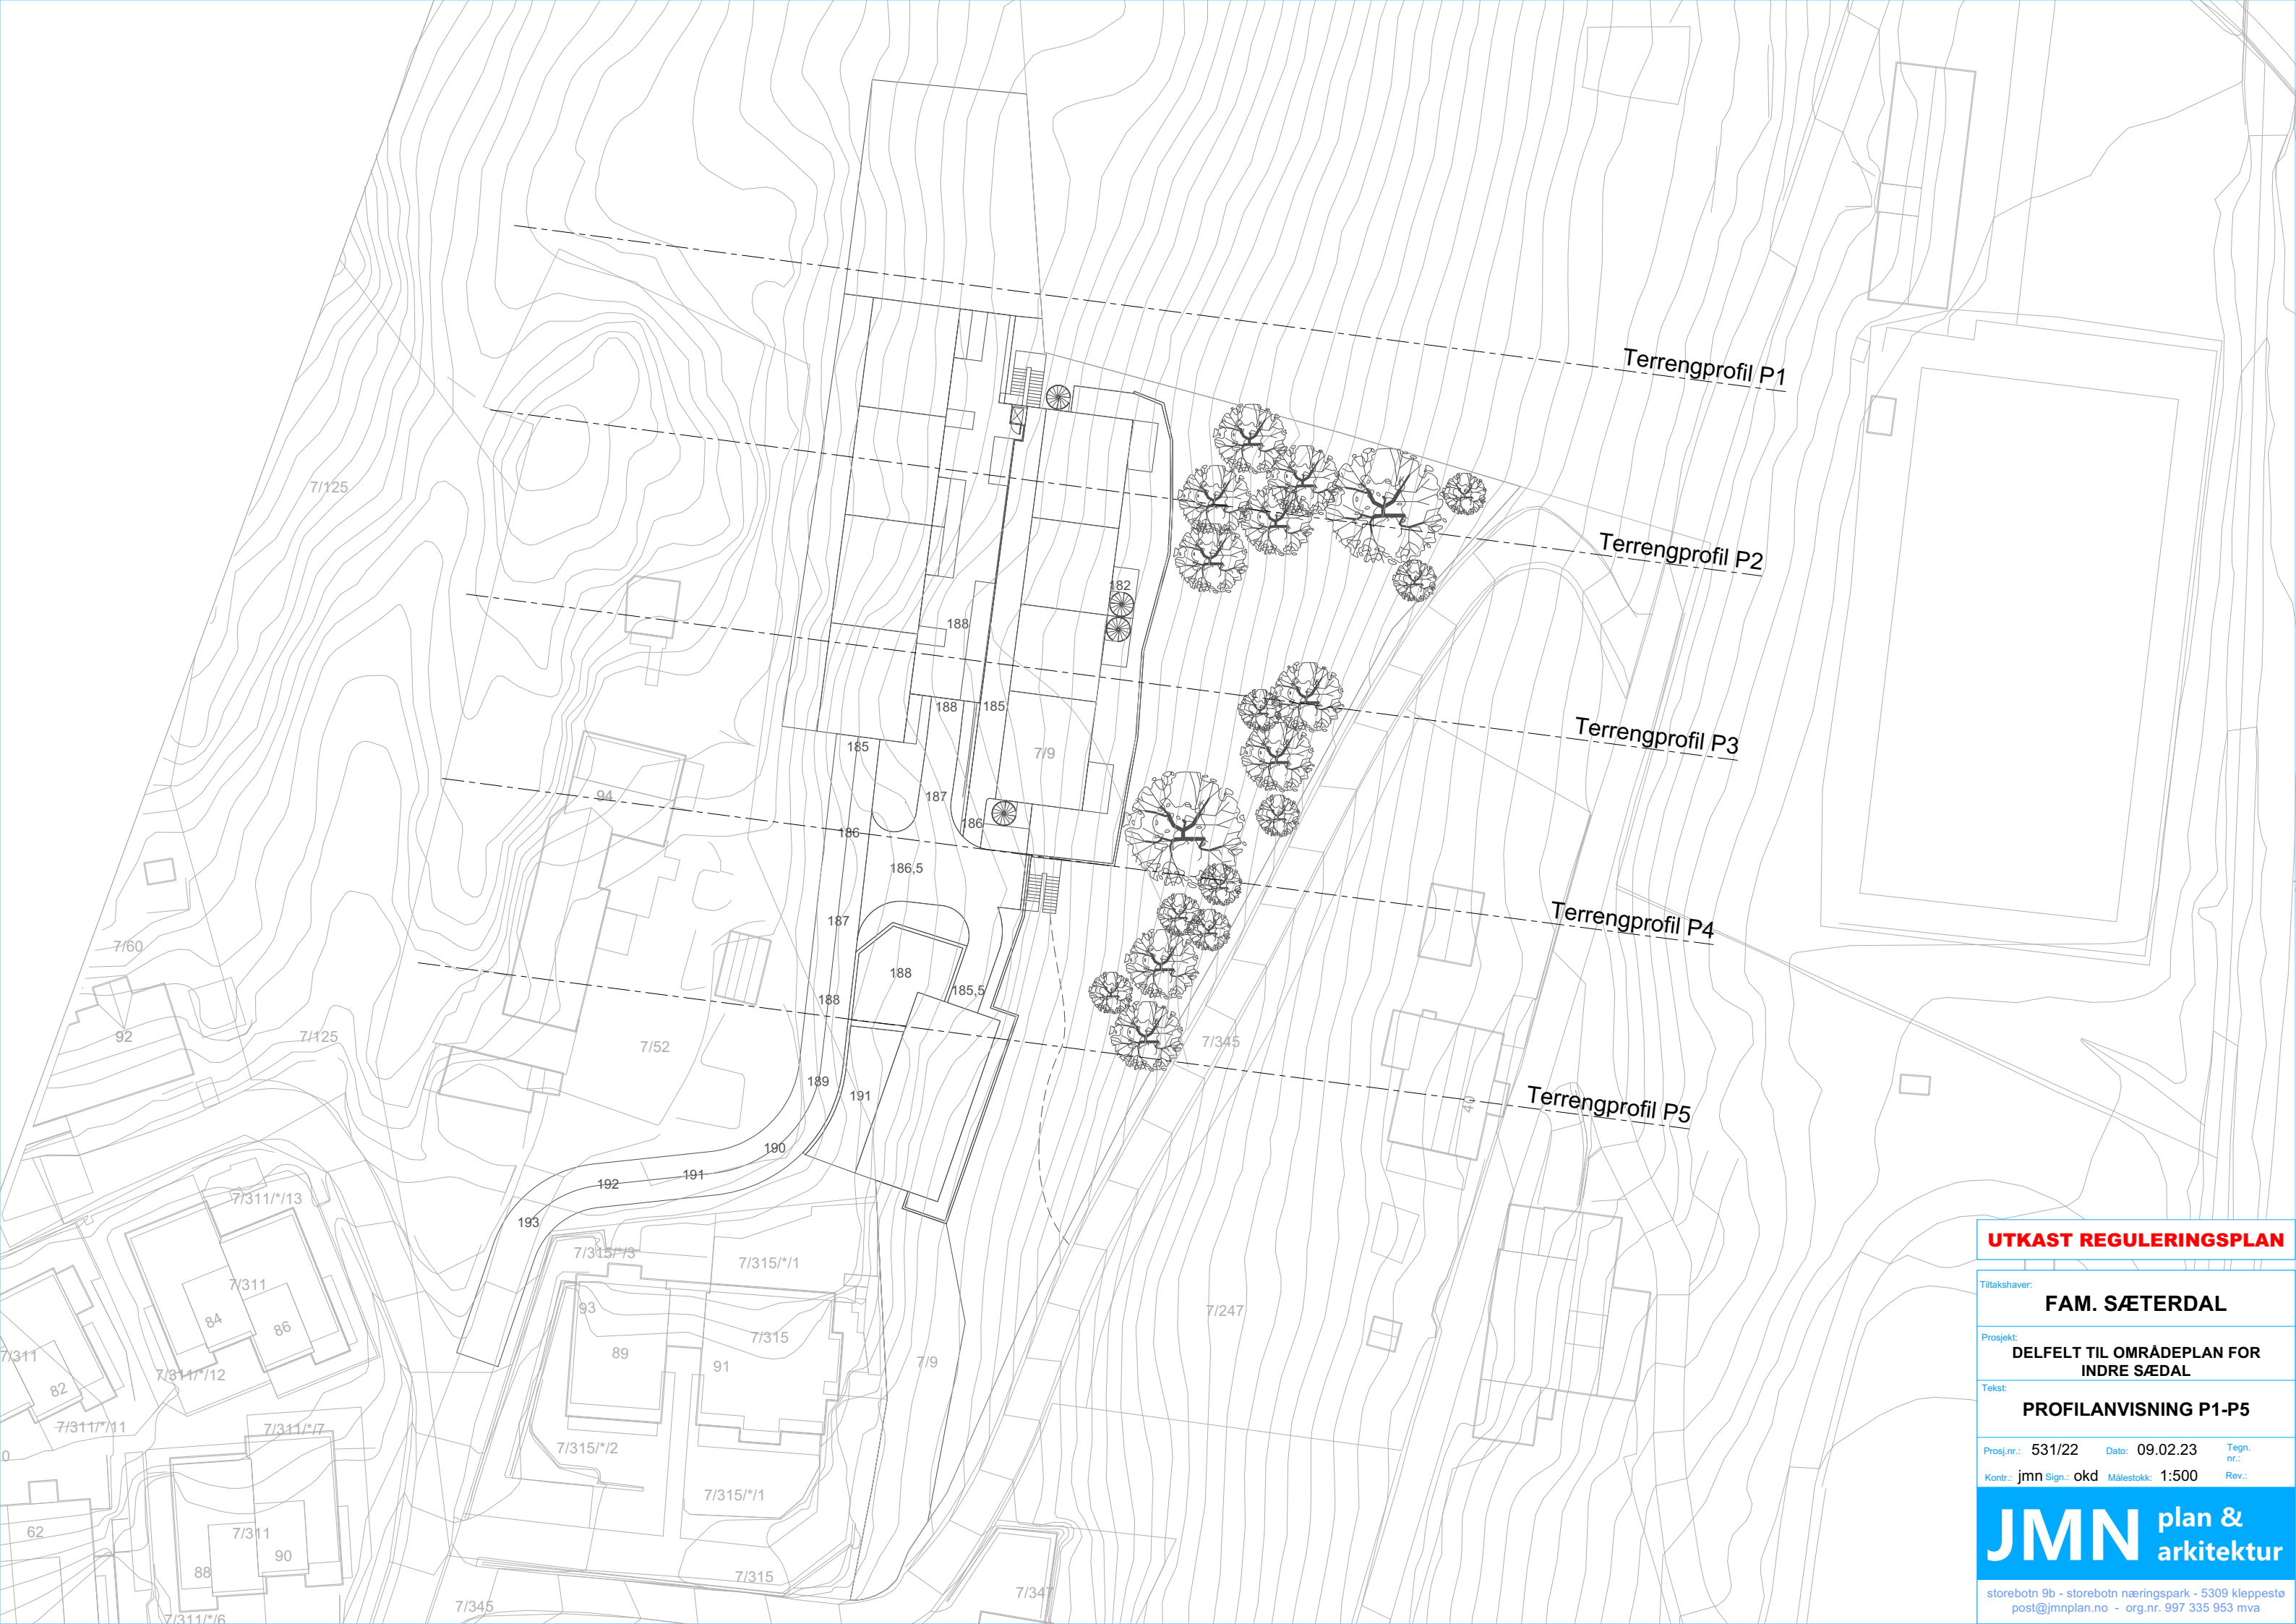 Terrengprofil P1
7/125
Terrengprofil P2
182
188
188
185
Terrengprofil P3
185
7/9
94
187
186
186
186,5
Terrengprofil P4
187
7/60
188
188
185,5
92
7/125
7/52
7/345
189
191
40
Terrengprofil P5
190
191
192
7/311/*/13
193
7/315/*/3
7/315/*/1
7/311
93
7/247
84
86
7/315
7/311
89
91
7/9
7/311/*/12
82
7/311/*/11
7/311/*/7
7/315/*/2
0
7/315/*/1
62
7/311
90
88
7/315
7/345
7/347
7/311/*/6
UTKAST REGULERINGSPLAN
Tiltakshaver:
FAM. SÆTERDAL
Prosjekt:
DELFELT TIL OMRÅDEPLAN FOR
INDRE SÆDAL
Tekst:
PROFILANVISNING P1-P5
Prosj.nr.: 531/22 Dato: 09.02.23 Tegn.
nr.:
Kontr.: jmn Sign.: okd Målestokk: 1:500 Rev.:
JMN plan &
arkitektur
storebotn 9b - storebotn næringspark - 5309 kleppestø
post@jmnplan.no - org.nr. 997 335 953 mva